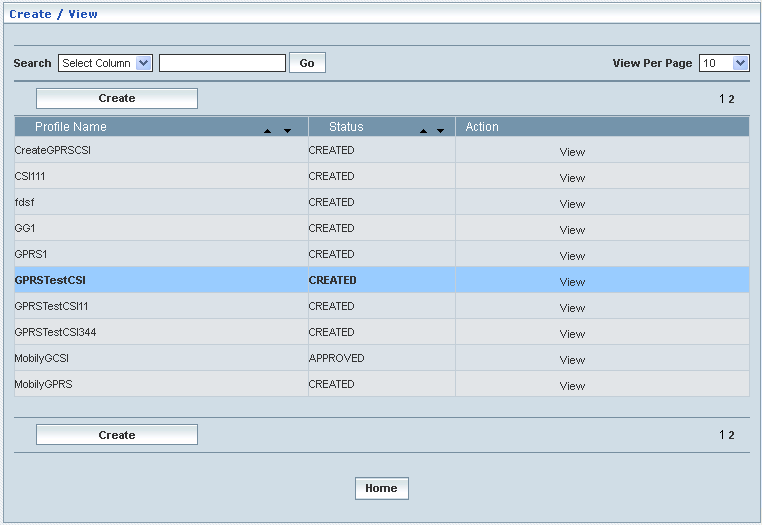 Create / View
Search Select Column Go View Per Page 10
Create 1 2
Profile Name Status Action
CreateGPRSCSI CREATED View
CSI111 CREATED View
fdsf CREATED View
GG1 CREATED View
GPRS1 CREATED View
GPRSTestCSI CREATED View
GPRSTestCSI11 CREATED View
GPRSTestCSI344 CREATED View
MobilyGCSI APPROVED View
MobilyGPRS CREATED View
Create 1 2
Home